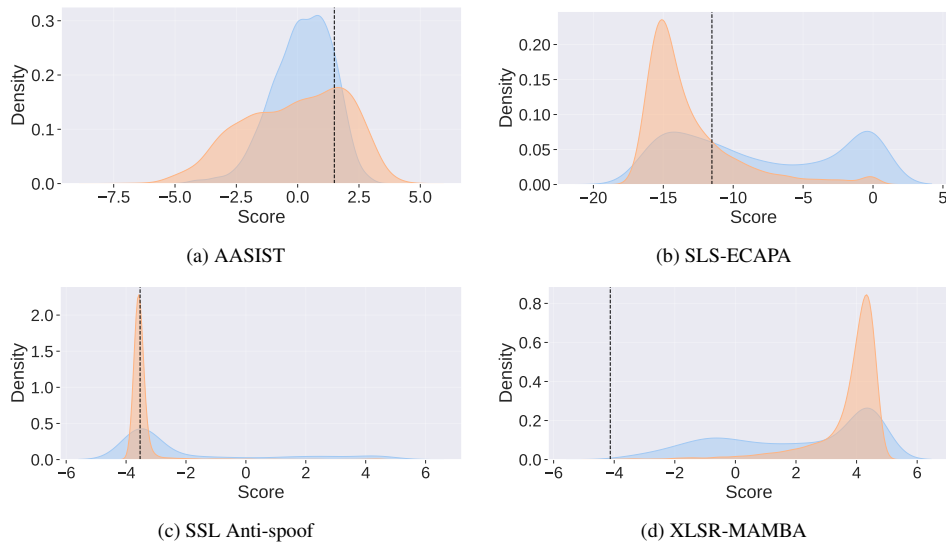 0.3
0.2
0.1
0.0
Density
−7.5 −5.0 −2.5 0.0 2.5 5.0
Score
(a) AASIST
0.20
0.15
0.10
0.05
0.00
Density
−20 −15 −10 −5 0 5
Score
(b) SLS-ECAPA
2.0
1.5
1.0
0.5
0.0
Density
−6 −4 −2 0 2 4 6
Score
(c) SSL Anti-spoof
0.8
0.6
0.4
0.2
0.0
Density
−6 −4 −2 0 2 4 6
Score
(d) XLSR-MAMBA